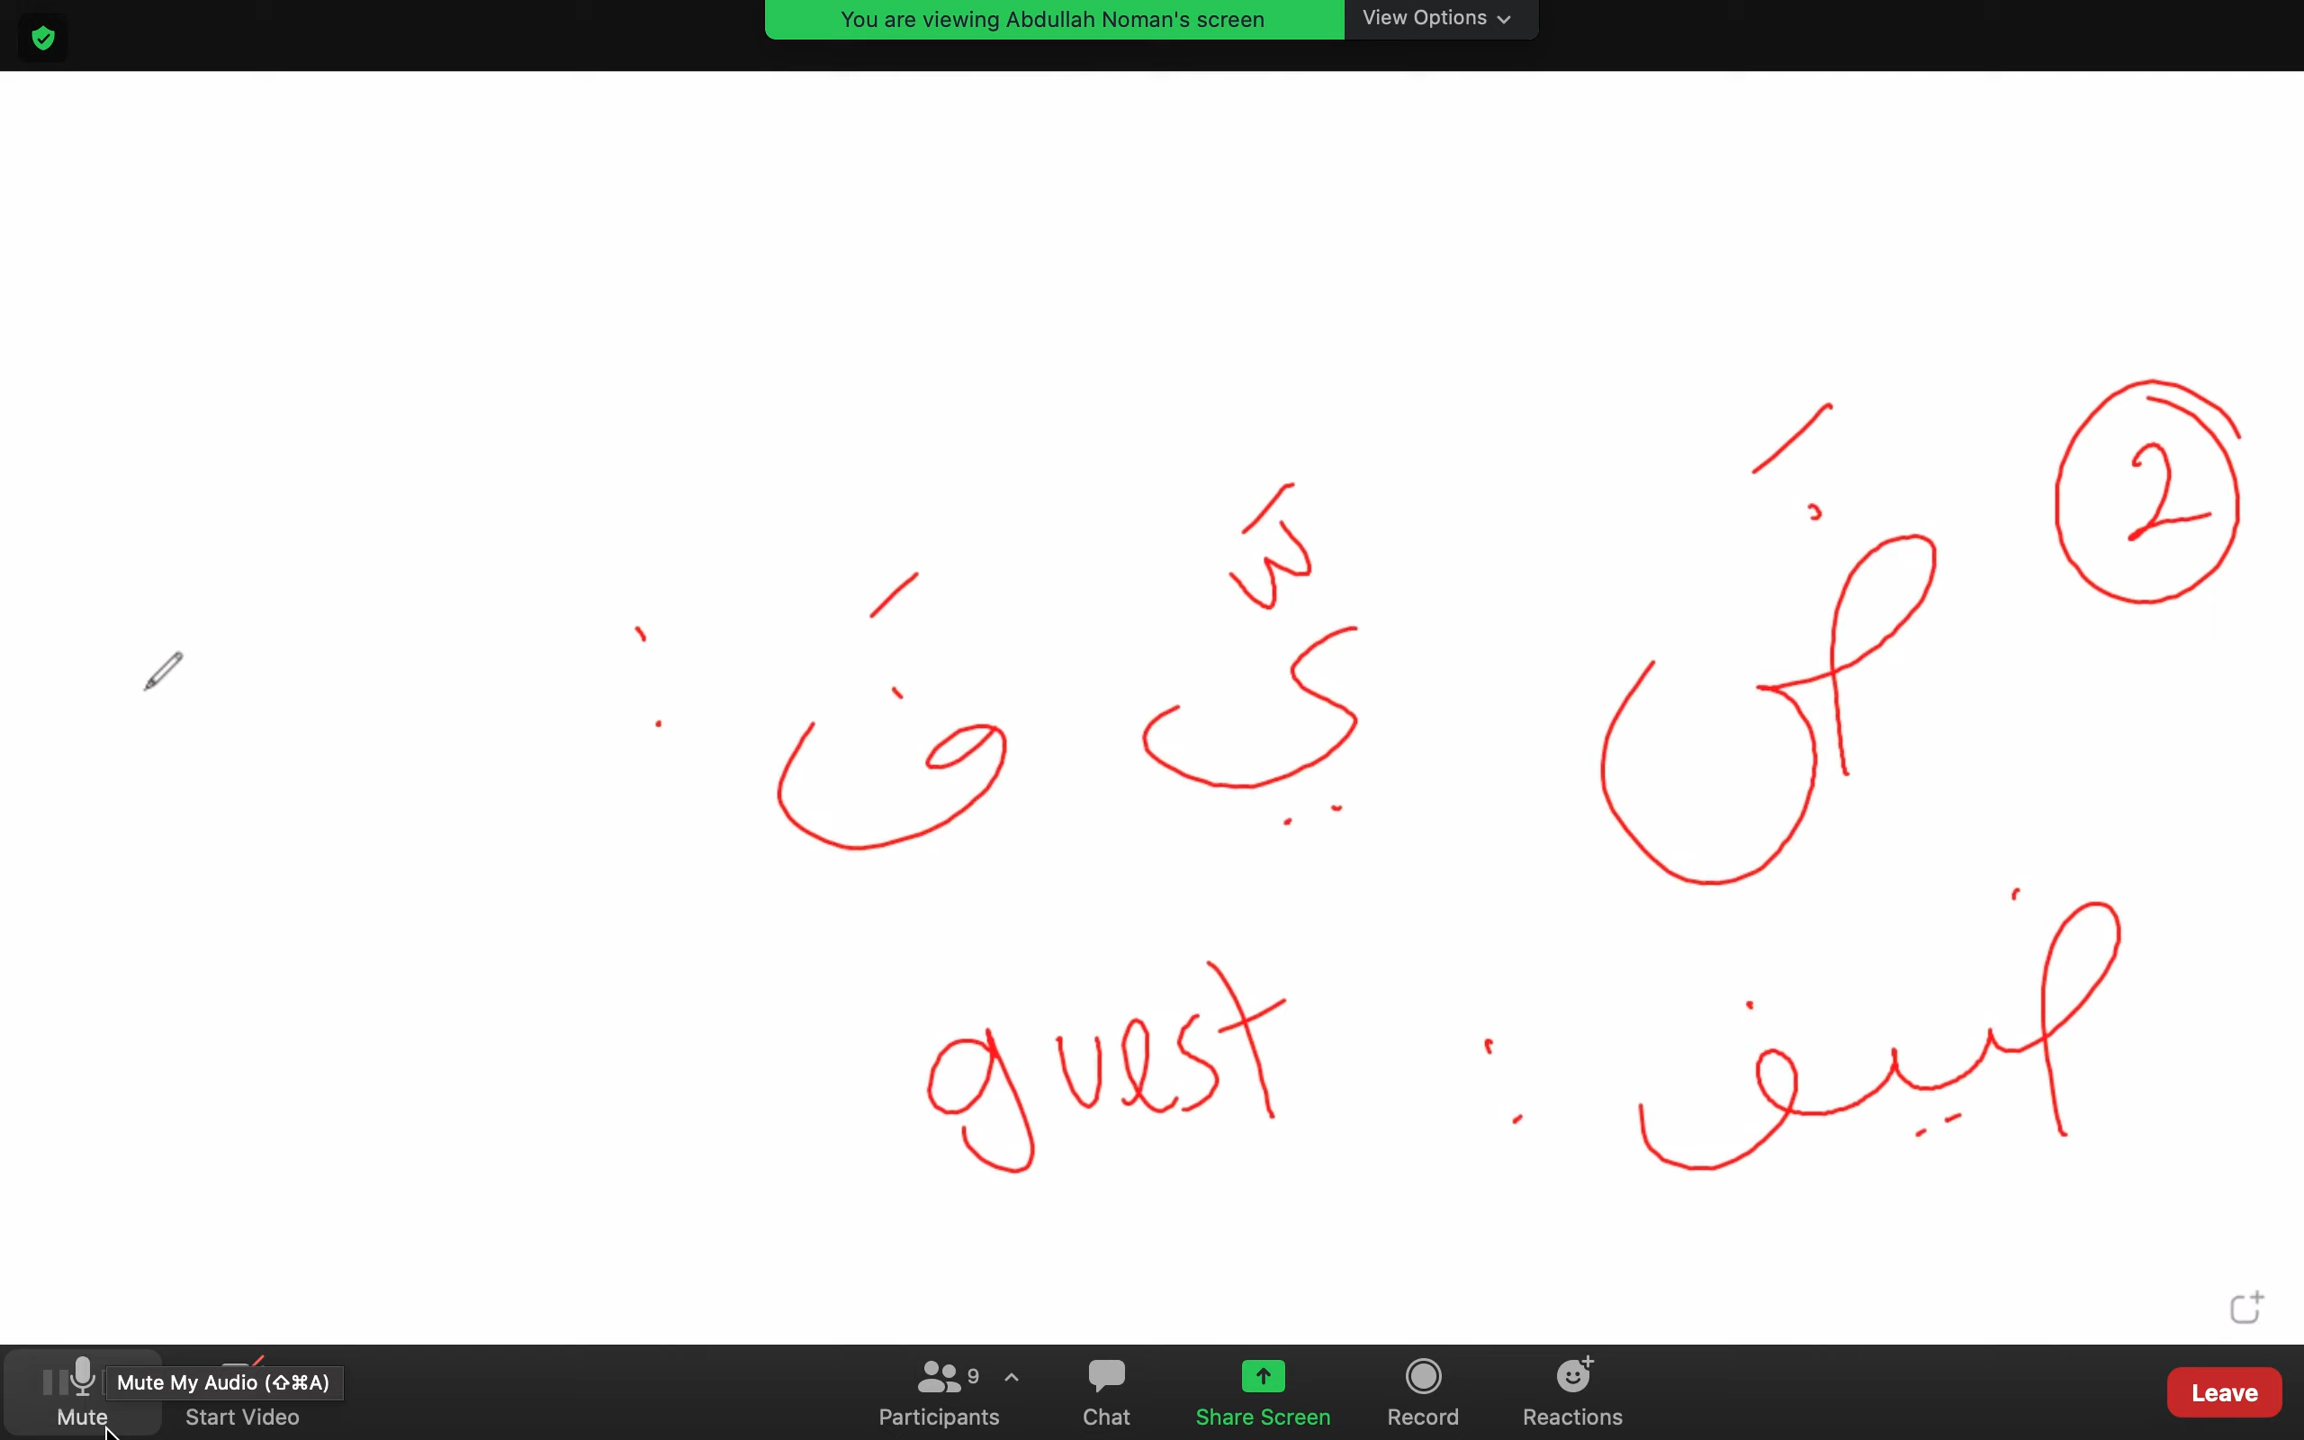 You are viewing Abdullah Noman's screen
View Options
2
ضَ يَّ فَ :
ضيف : guest
Mute My Audio (⇧⌘A)
Mute
Start Video
9
Participants
Chat
Share Screen
Record
Reactions
Leave